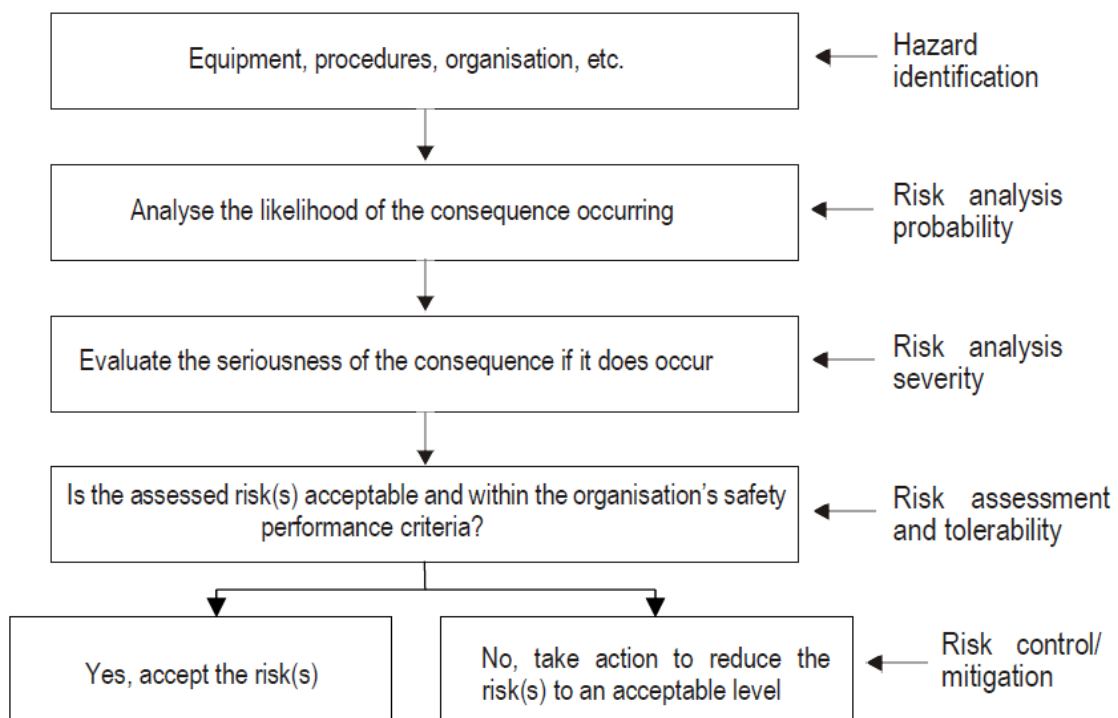 Equipment, procedures, organisation, etc.
Hazard
identification
Analyse the likelihood of the consequence occurring
Risk analysis
probability
Evaluate the seriousness of the consequence if it does occur
Risk analysis
severity
Is the assessed risk(s) acceptable and within the organisation's safety
performance criteria?
Risk assessment
and tolerability
Yes, accept the risk(s)
No, take action to reduce the
risk(s) to an acceptable level
Risk control/
mitigation